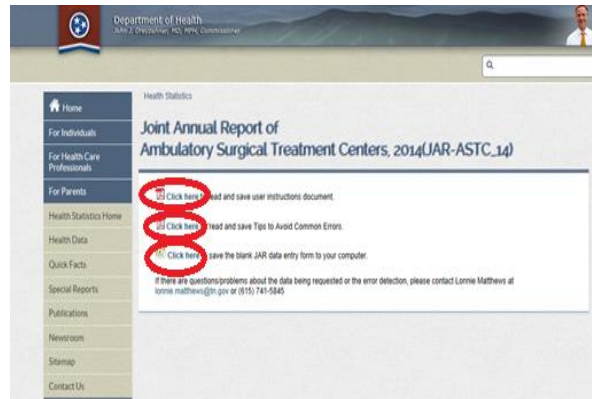 Department of Health
John J. Dreyzehner, MD, MPH, Commissioner
Home
For Individuals
For Health Care
Professionals
For Parents
Health Statistics Home
Health Data
Quick Facts
Special Reports
Publications
Newsroom
Sitemap
Contact Us
Health Statistics
Joint Annual Report of
Ambulatory Surgical Treatment Centers, 2014(JAR-ASTC_14)
Click here to read and save user instructions document.
Click here read and save Tips to Avoid Common Errors.
Click here save the blank JAR data entry form to your computer.
If there are questions/problems about the data being requested or the error detection, please contact Lonnie Matthews at
lonnie.matthews@tn.gov or (615) 741-5845